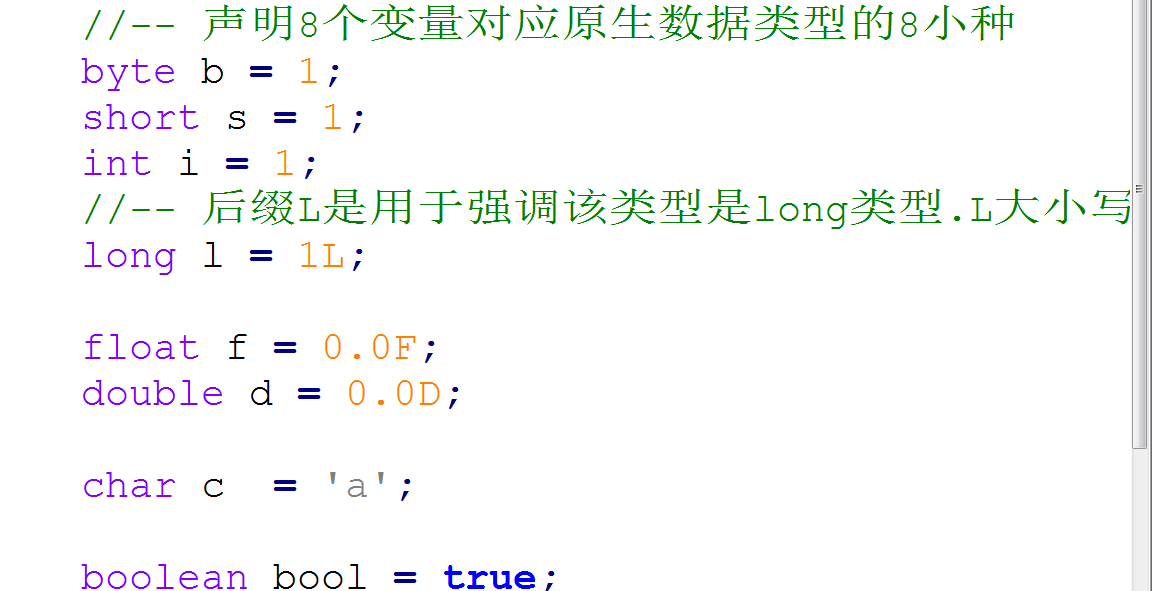 //-- 声明8个变量对应原生数据类型的8小种
byte b = 1;
short s = 1;
int i = 1;
//-- 后缀L是用于强调该类型是long类型.L大小写
long l = 1L;
float f = 0.0F;
double d = 0.0D;
char c  = 'a';
boolean bool = true;